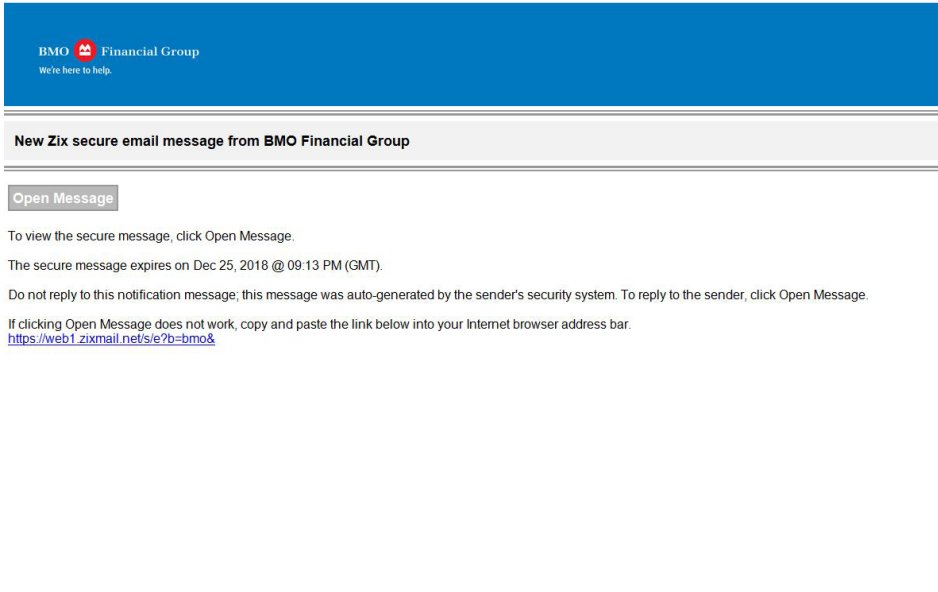 BMO Financial Group
We're here to help.
New Zix secure email message from BMO Financial Group
Open Message
To view the secure message, click Open Message.
The secure message expires on Dec 25, 2018 @ 09:13 PM (GMT).
Do not reply to this notification message; this message was auto-generated by the sender's security system. To reply to the sender, click Open Message.
If clicking Open Message does not work, copy and paste the link below into your Internet browser address bar.
https://web1.zixmail.net/s/e?b=bmo&